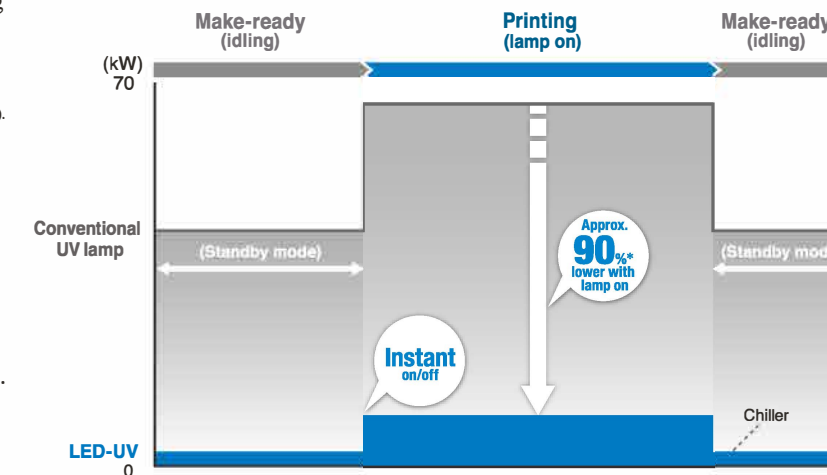 Make-ready
(idling)
Printing
(lamp on)
Make-ready
(idling)
(kW)
70
Conventional
UV lamp
(Standby mode)
Approx.
90%*
lower with
lamp on
(Standby mod
Instant
on/off
Chiller
LED-UV
0